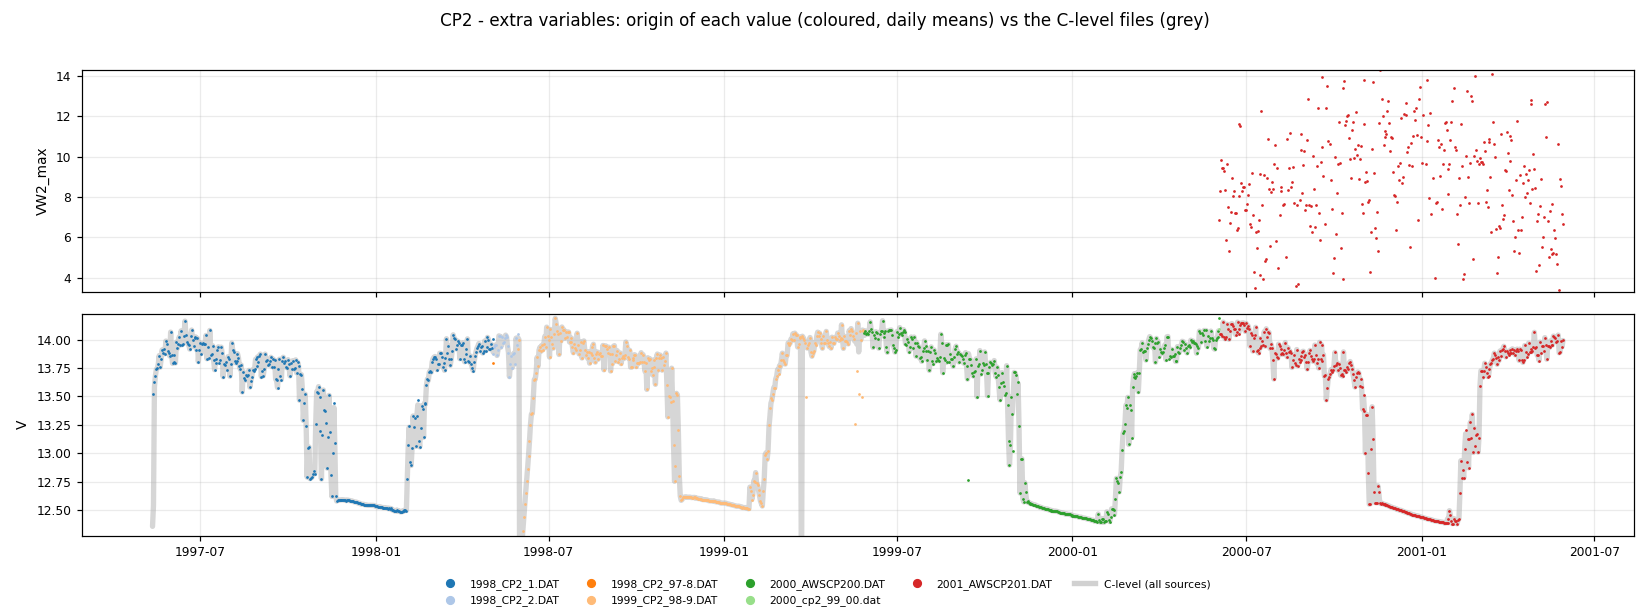 CP2 - extra variables: origin of each value (coloured, daily means) vs the C-level files (grey)
14
12
10
8
6
4
VW2_max
14.00
13.75
13.50
13.25
13.00
12.75
12.50
V
1997-07 1998-01 1998-07 1999-01 1999-07 2000-01 2000-07 2001-01 2001-07
1998_CP2_1.DAT 1998_CP2_97-8.DAT 2000_AWSCP200.DAT 2001_AWSCP201.DAT C-level (all sources)
1998_CP2_2.DAT 1999_CP2_98-9.DAT 2000_cp2_99_00.dat